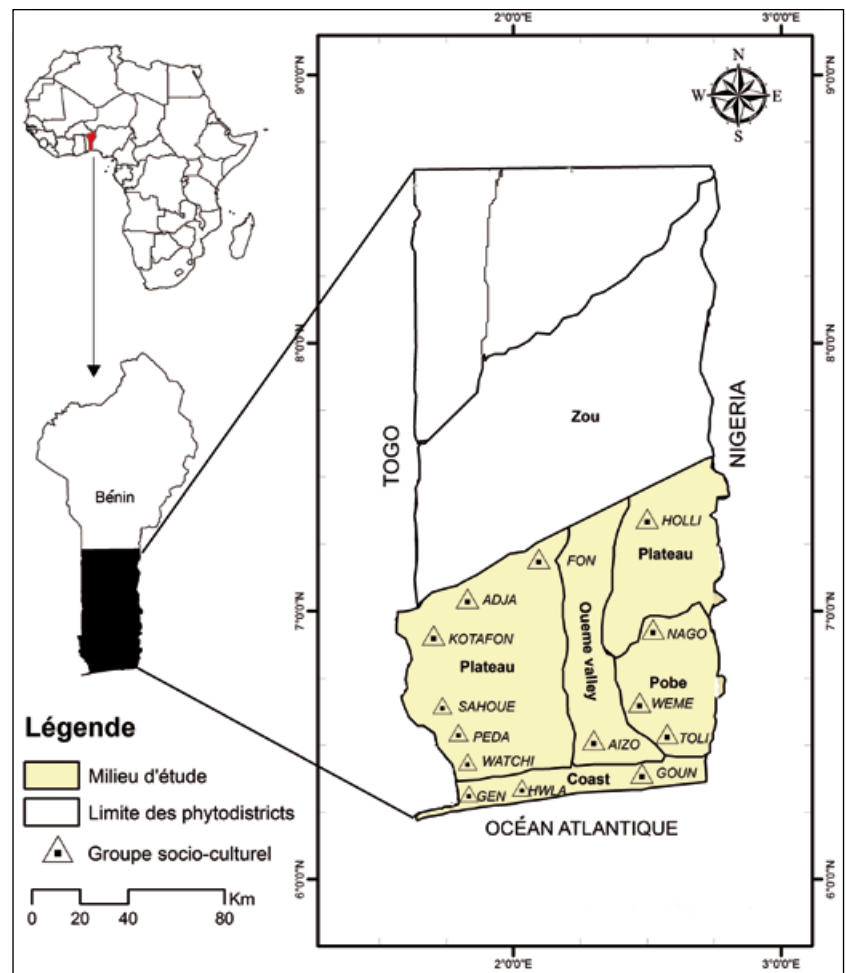 2°0'0"E
3°0'0"E
9°0'0"N
9°0'0"N
N
W
E
S
8°0'0"N
8°0'0"N
TOGO
NIGERIA
Zou
Bénin
HOLLI
FON
Plateau
ADJA
7°0'0"N
7°0'0"N
KOTAFON
Oueme valley
NAGO
Plateau
Pobe
SAHOUE
WEME
PEDA
AIZO
TOLI
WATCHI
Coast
GOUN
GEN
HWLA
OCÉAN ATLANTIQUE
Légende
Milieu d'étude
Limite des phytodistricts
Groupe socio-culturel
Km
0 20 40 80
6°0'0"N
6°0'0"N
2°0'0"E
3°0'0"E